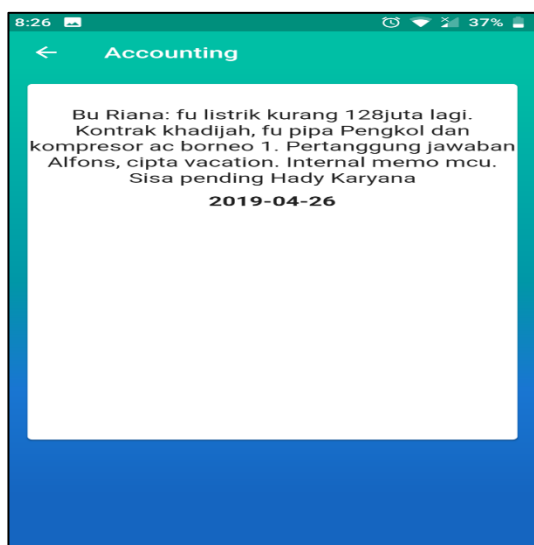 8:26 37%
Accounting
Bu Riana: fu listrik kurang 128juta lagi.
Kontrak khadijah, fu pipa Pengkol dan
kompresor ac borneo 1. Pertanggung jawaban
Alfons, cipta vacation. Internal memo mcu.
Sisa pending Hady Karyana
2019-04-26